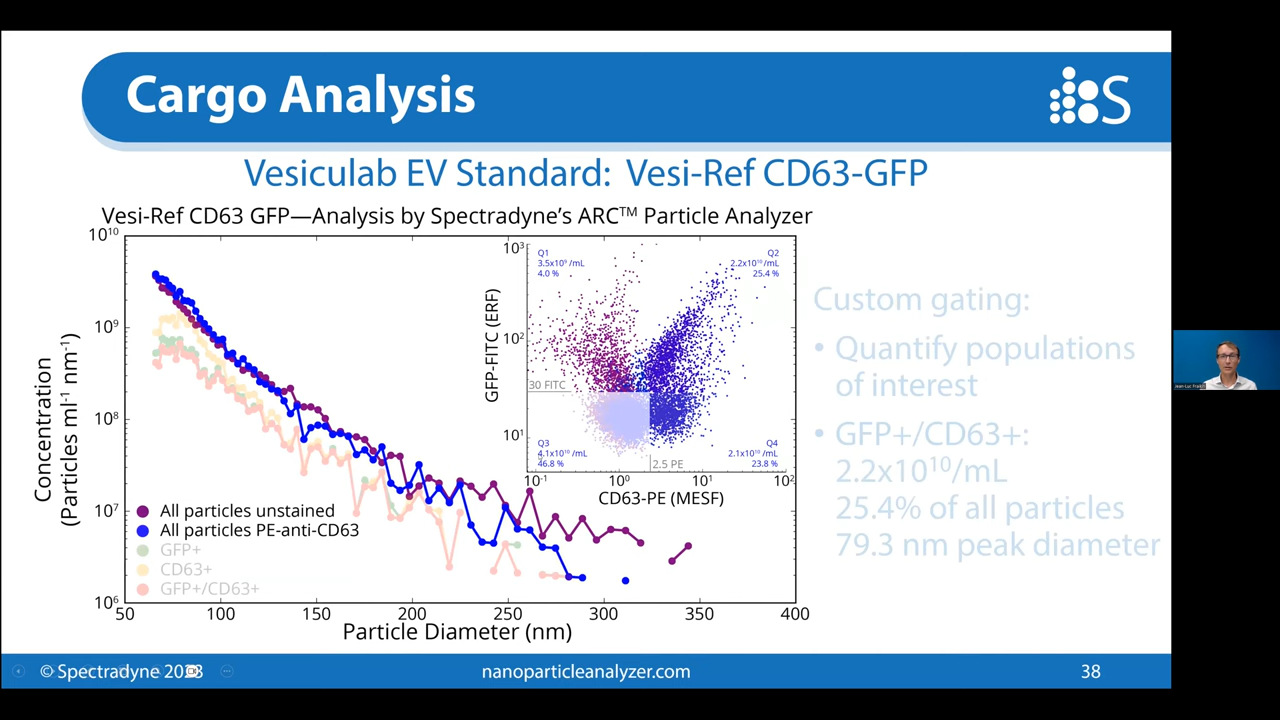 Cargo Analysis
S
Vesiculab EV Standard: Vesi-Ref CD63-GFP
Vesi-Ref CD63 GFP—Analysis by Spectradyne's ARC™ Particle Analyzer
10¹⁰
10⁹
10⁸
10⁷
10⁶
Concentration
(Particles ml⁻¹ nm⁻¹)
50
100
150
200
250
300
350
400
Particle Diameter (nm)
All particles unstained
All particles PE-anti-CD63
GFP+
CD63+
GFP+/CD63+
10³
10²
10¹
GFP-FITC (ERF)
Q1
3.5x10⁹ /mL
4.0 %
Q2
2.2x10¹⁰ /mL
25.4 %
30 FITC
Q3
4.1x10¹⁰ /mL
46.8 %
Q4
2.1x10¹⁰ /mL
23.8 %
2.5 PE
10⁻¹
10⁰
10¹
10²
CD63-PE (MESF)
Custom gating:
• Quantify populations
of interest
• GFP+/CD63+:
2.2x10¹⁰/mL
25.4% of all particles
79.3 nm peak diameter
© Spectradyne 2023
nanoparticleanalyzer.com
38